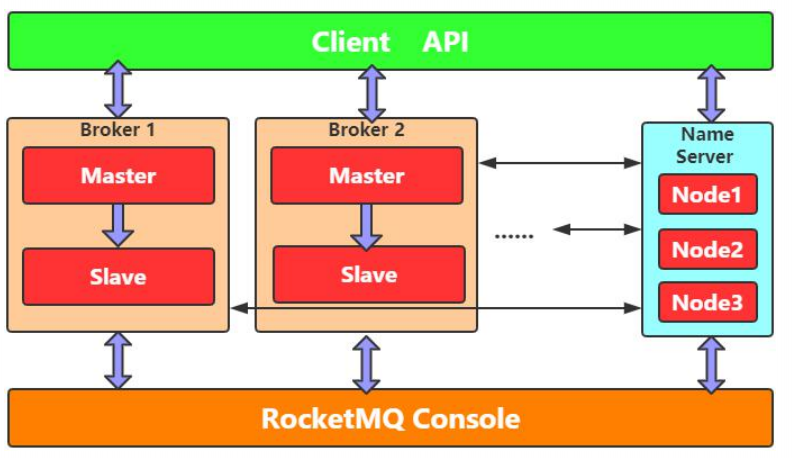 Client API
Broker 1
Master
Slave
Broker 2
Master
Slave
......
Name
Server
Node1
Node2
Node3
RocketMQ Console